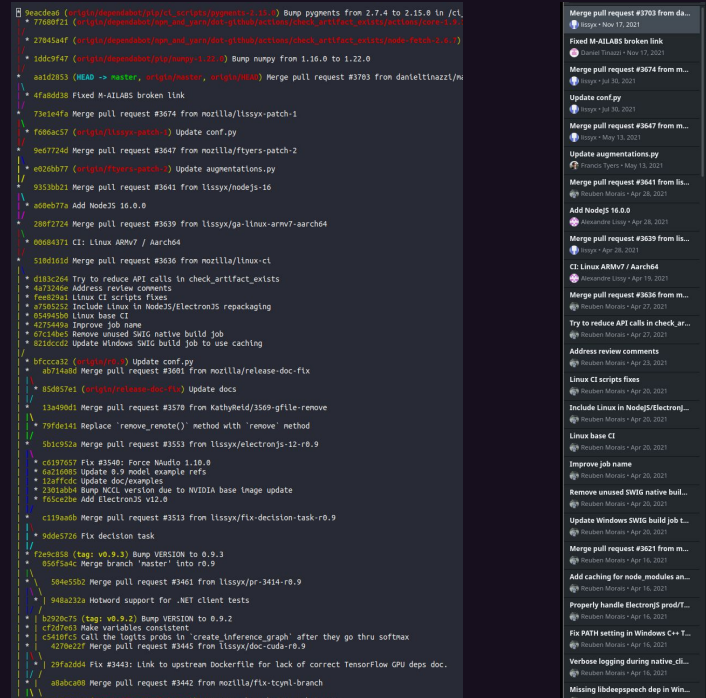 * 9eacdea6 (origin/dependabot/pip/ci_scripts/pygments-2.15.0) Bump pygments from 2.7.4 to 2.15.0 in /ci_
* 77680f21 (origin/dependabot/npm_and_yarn/dot-github/actions/check_artifact_exists/actions/core-1.9.
* 27045a4f (origin/dependabot/npm_and_yarn/dot-github/actions/check_artifact_exists/node-fetch-2.6.7)
* 1ddc9f47 (origin/dependabot/pip/numpy-1.22.0) Bump numpy from 1.16.0 to 1.22.0
* aa1d2853 (HEAD -> master, origin/master, origin/HEAD) Merge pull request #3703 from danieltinazzi/ma
* 4fa8dd38 Fixed M-AILABS broken link
* 73e1e4fa Merge pull request #3674 from mozilla/lissyx-patch-1
* f606ac57 (origin/lissyx-patch-1) Update conf.py
* 9e67724d Merge pull request #3647 from mozilla/ftyers-patch-2
* e026bb77 (origin/ftyers-patch-2) Update augmentations.py
* 9353bb21 Merge pull request #3641 from lissyx/nodejs-16
* a60eb77a Add NodeJS 16.0.0
* 280f2724 Merge pull request #3639 from lissyx/ga-linux-armv7-aarch64
* 00684371 CI: Linux ARMv7 / Aarch64
* 510d161d Merge pull request #3636 from mozilla/linux-ci
* d183c264 Try to reduce API calls in check_artifact_exists
* 4a73246e Address review comments
* fee829a1 Linux CI scripts fixes
* a7505252 Include Linux in NodeJS/ElectronJS repackaging
* 054945b0 Linux base CI
* 4275449a Improve job name
* 67c14be5 Remove unused SWIG native build job
* 821dccd2 Update Windows SWIG build job to use caching
* bfccca32 (origin/r0.9) Update conf.py
* ab714a8d Merge pull request #3601 from mozilla/release-doc-fix
* 85d057e1 (origin/release-doc-fix) Update docs
* 13a490d1 Merge pull request #3570 from KathyReid/3569-gfile-remove
* 79fde141 Replace `remove_remote()` method with `remove` method
* 5b1c952a Merge pull request #3553 from lissyx/electronjs-12-r0.9
* c6197657 Fix #3540: Force NAudio 1.10.0
* 6a216085 Update 0.9 model example refs
* 12affcdc Update doc/examples
* 2301abb4 Bump NCCL version due to NVIDIA base image update
* f65ce2be Add ElectronJS v12.0
* c119aa6b Merge pull request #3513 from lissyx/fix-decision-task-r0.9
* 9dde5726 Fix decision task
* f2e9c858 (tag: v0.9.3) Bump VERSION to 0.9.3
* 056f5a4c Merge branch 'master' into r0.9
* 504e55b2 Merge pull request #3461 from lissyx/pr-3414-r0.9
* 948a232a Hotword support for .NET client tests
* b2920c75 (tag: v0.9.2) Bump VERSION to 0.9.2
* cf2d7e63 Make variables consistent
* c5410fc5 Call the logits probs in `create_inference_graph` after they go thru softmax
* 4270e22f Merge pull request #3445 from lissyx/doc-cuda-r0.9
* 29fa2dd4 Fix #3443: Link to upstream Dockerfile for lack of correct TensorFlow GPU deps doc.
* a8abca08 Merge pull request #3442 from mozilla/fix-tcyml-branch
Merge pull request #3703 from da...
lissyx • Nov 17, 2021
Fixed M-AILABS broken link
Daniel Tinazzi • Nov 17, 2021
Merge pull request #3674 from m...
lissyx • Jul 30, 2021
Update conf.py
lissyx • Jul 30, 2021
Merge pull request #3647 from m...
lissyx • May 13, 2021
Update augmentations.py
Francis Tyers • May 13, 2021
Merge pull request #3641 from lis...
Reuben Morais • Apr 28, 2021
Add NodeJS 16.0.0
Alexandre Lissy • Apr 28, 2021
Merge pull request #3639 from lis...
lissyx • Apr 28, 2021
CI: Linux ARMv7 / Aarch64
Alexandre Lissy • Apr 19, 2021
Merge pull request #3636 from m...
Reuben Morais • Apr 27, 2021
Try to reduce API calls in check_ar...
Reuben Morais • Apr 27, 2021
Address review comments
Reuben Morais • Apr 23, 2021
Linux CI scripts fixes
Reuben Morais • Apr 20, 2021
Include Linux in NodeJS/ElectronJ...
Reuben Morais • Apr 20, 2021
Linux base CI
Reuben Morais • Apr 20, 2021
Improve job name
Reuben Morais • Apr 20, 2021
Remove unused SWIG native buil...
Reuben Morais • Apr 20, 2021
Update Windows SWIG build job t...
Reuben Morais • Apr 20, 2021
Merge pull request #3621 from m...
Reuben Morais • Apr 16, 2021
Add caching for node_modules an...
Reuben Morais • Apr 16, 2021
Properly handle ElectronJS prod/T...
Reuben Morais • Apr 16, 2021
Fix PATH setting in Windows C++ T...
Reuben Morais • Apr 16, 2021
Verbose logging during native_cli...
Reuben Morais • Apr 16, 2021
Missing libdeepspeech dep in Win...